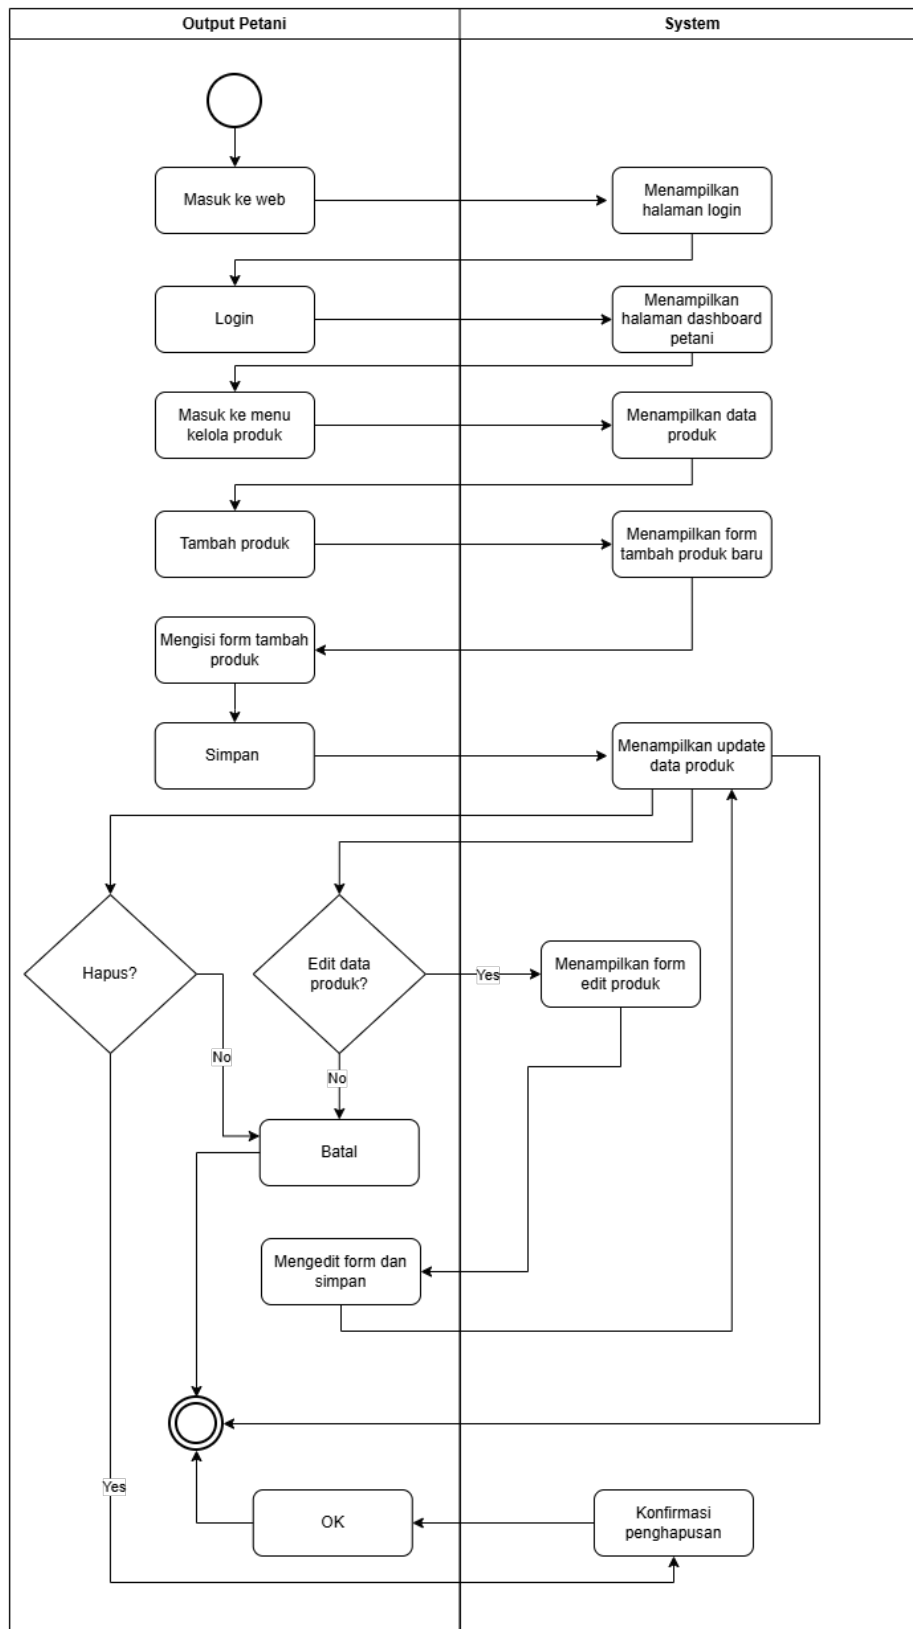 Output Petani
System
Masuk ke web
Menampilkan
halaman login
Login
Menampilkan
halaman dashboard
petani
Masuk ke menu
kelola produk
Menampilkan data
produk
Tambah produk
Menampilkan form
tambah produk baru
Mengisi form tambah
produk
Simpan
Menampilkan update
data produk
Hapus?
Edit data
produk?
Yes
Menampilkan form
edit produk
No
No
Batal
Mengedit form dan
simpan
Yes
OK
Konfirmasi
penghapusan